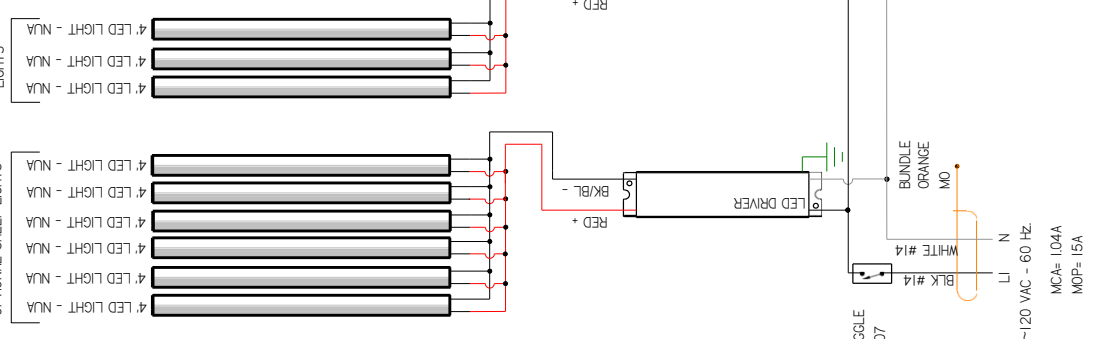 4' LED LIGHT - NUA
4' LED LIGHT - NUA
4' LED LIGHT - NUA
RED +
4' LED LIGHT - NUA
4' LED LIGHT - NUA
4' LED LIGHT - NUA
4' LED LIGHT - NUA
4' LED LIGHT - NUA
4' LED LIGHT - NUA
BK/BL -
RED +
LED DRIVER
BUNDLE
ORANGE
MO
WHITE #14
BLK #14
N
L1
~120 VAC - 60 Hz.
MCA= 1.04A
MOP= 15A